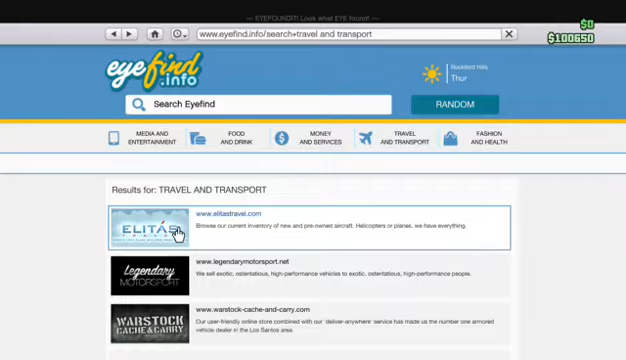 — EYEFOUNDIT! Look what EYE found! —
$0
$100650
www.eyefind.info/search+travel and transport
eyefind
.info
Rockford Hills
Thur
Search Eyefind
RANDOM
MEDIA AND
ENTERTAINMENT
FOOD
AND DRINK
MONEY
AND SERVICES
TRAVEL
AND TRANSPORT
FASHION
AND HEALTH
Results for: TRAVEL AND TRANSPORT
ELITÁS
TRAVEL
www.elitastravel.com
Browse our current inventory of new and pre-owned aircraft. Helicopters or planes, we have everything.
Legendary
MOTORSPORT
www.legendarymotorsport.net
We sell exotic, ostentatious, high-performance vehicles to exotic, ostentatious, high-performance people.
WARSTOCK
CACHE & CARRY
www.warstock-cache-and-carry.com
Our user-friendly online store combined with our 'deliver-anywhere' service has made us the number one armored
vehicle dealer in the Los Santos area.